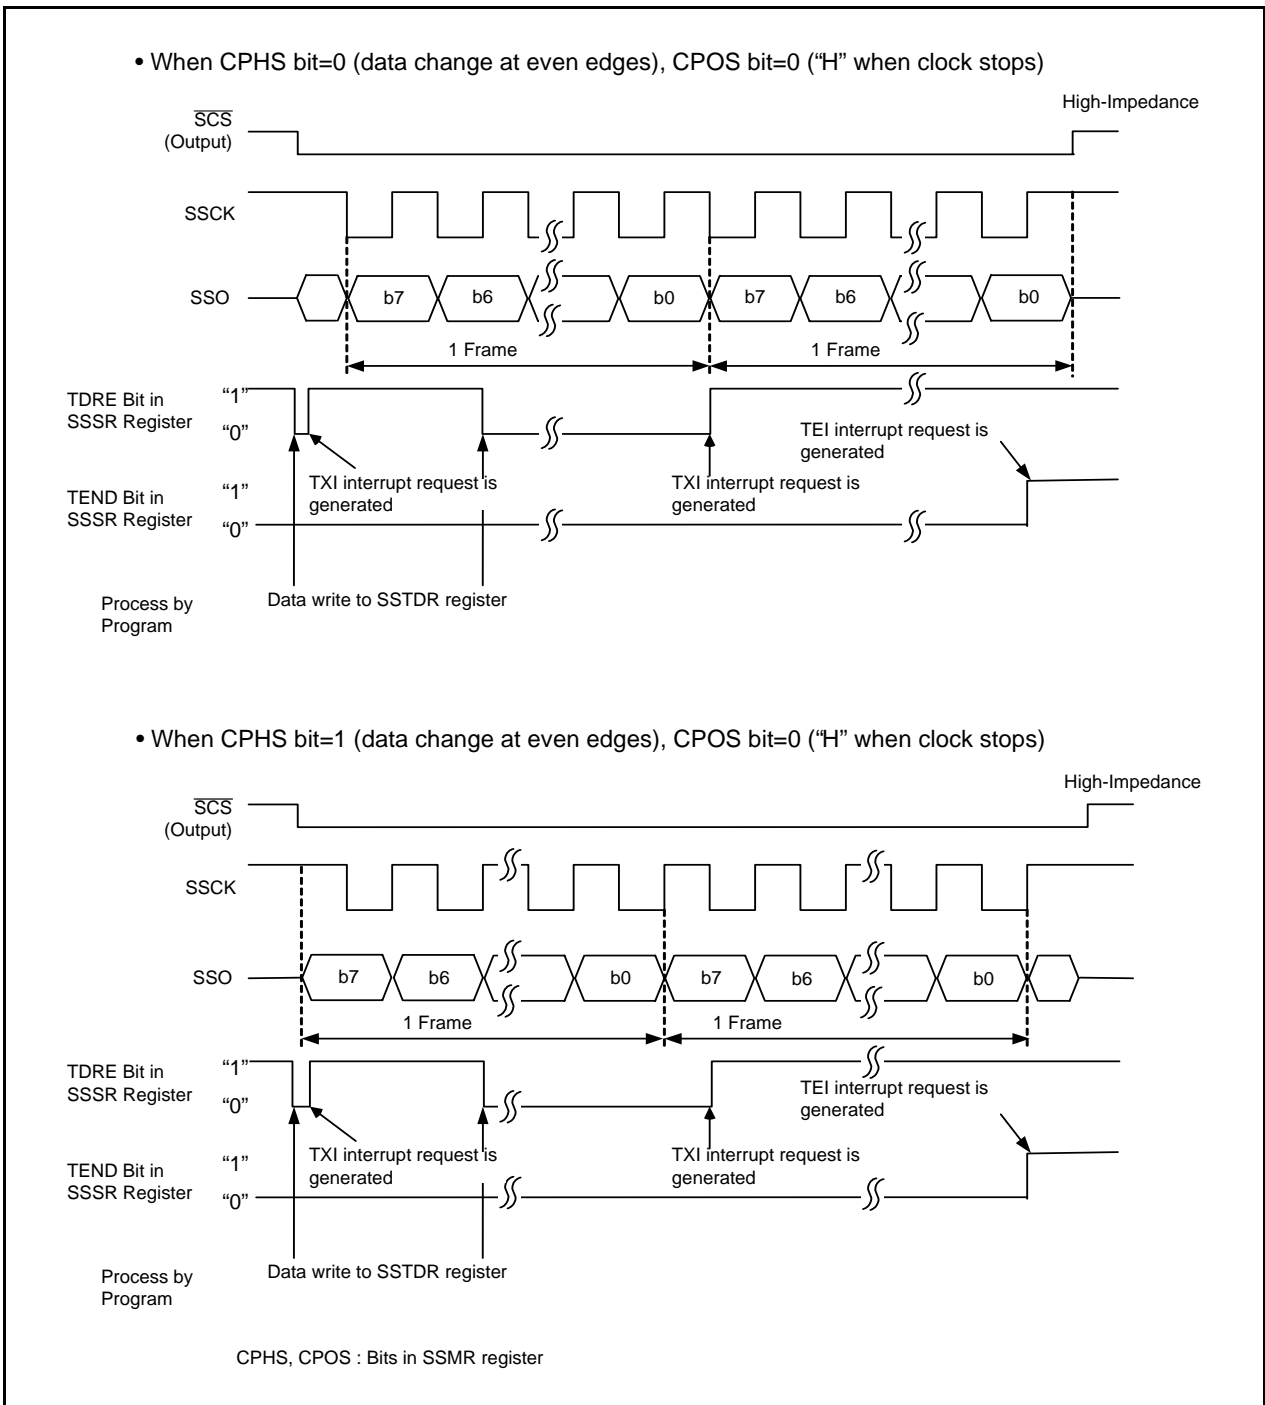 • When CPHS bit=0 (data change at even edges), CPOS bit=0 (“H” when clock stops)
High-Impedance
SCS
(Output)
SSCK
SSO
b7
b6
b0
b7
b6
b0
1 Frame
1 Frame
TDRE Bit in
SSSR Register
“1”
“0”
TEI interrupt request is
generated
TXI interrupt request is
generated
TXI interrupt request is
generated
TEND Bit in
SSSR Register
“1”
“0”
Process by
Program
Data write to SSTDR register
• When CPHS bit=1 (data change at even edges), CPOS bit=0 (“H” when clock stops)
High-Impedance
SCS
(Output)
SSCK
SSO
b7
b6
b0
b7
b6
b0
1 Frame
1 Frame
TDRE Bit in
SSSR Register
“1”
“0”
TEI interrupt request is
generated
TXI interrupt request is
generated
TXI interrupt request is
generated
TEND Bit in
SSSR Register
“1”
“0”
Process by
Program
Data write to SSTDR register
CPHS, CPOS : Bits in SSMR register